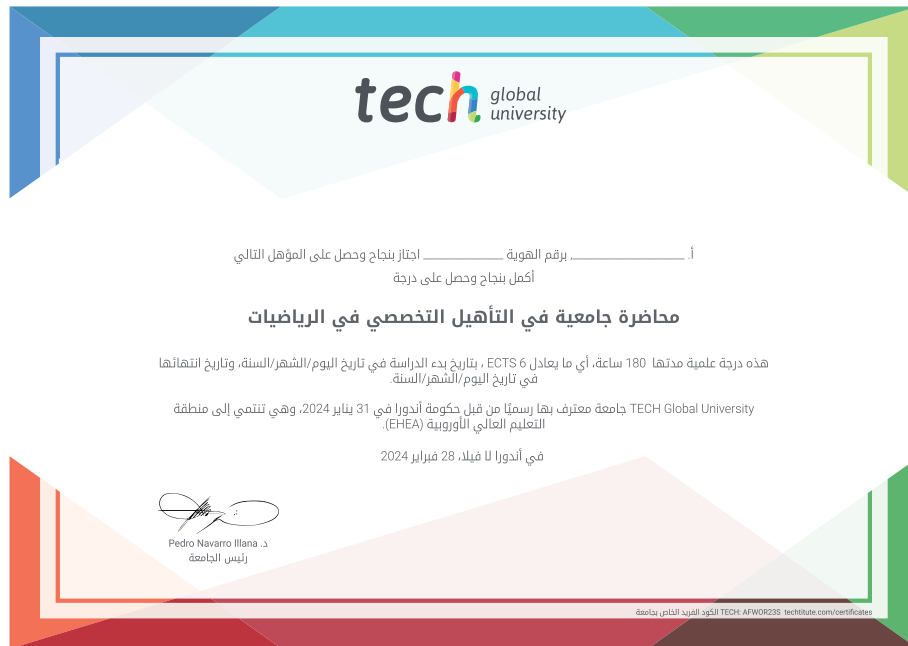 tech global
university
أ. ____________________, برقم الهوية ______________ اجتاز بنجاح وحصل على المؤهل التالي
أكمل بنجاح وحصل على درجة
محاضرة جامعية في التأهيل التخصصي في الرياضيات
هذه درجة علمية مدتها 180 ساعة، أي ما يعادل 6 ECTS ، بتاريخ بدء الدراسة في تاريخ اليوم/الشهر/السنة، وتاريخ انتهائها
في تاريخ اليوم/الشهر/السنة.
TECH Global University جامعة معترف بها رسميًا من قبل حكومة أندورا في 31 يناير 2024، وهي تنتمي إلى منطقة
التعليم العالي الأوروبية (EHEA).
في أندورا لا فيلا، 28 فبراير 2024
د. Pedro Navarro Illana
رئيس الجامعة
الكود الفريد الخاص بجامعة TECH: AFWOR23S techtitute.com/certificates